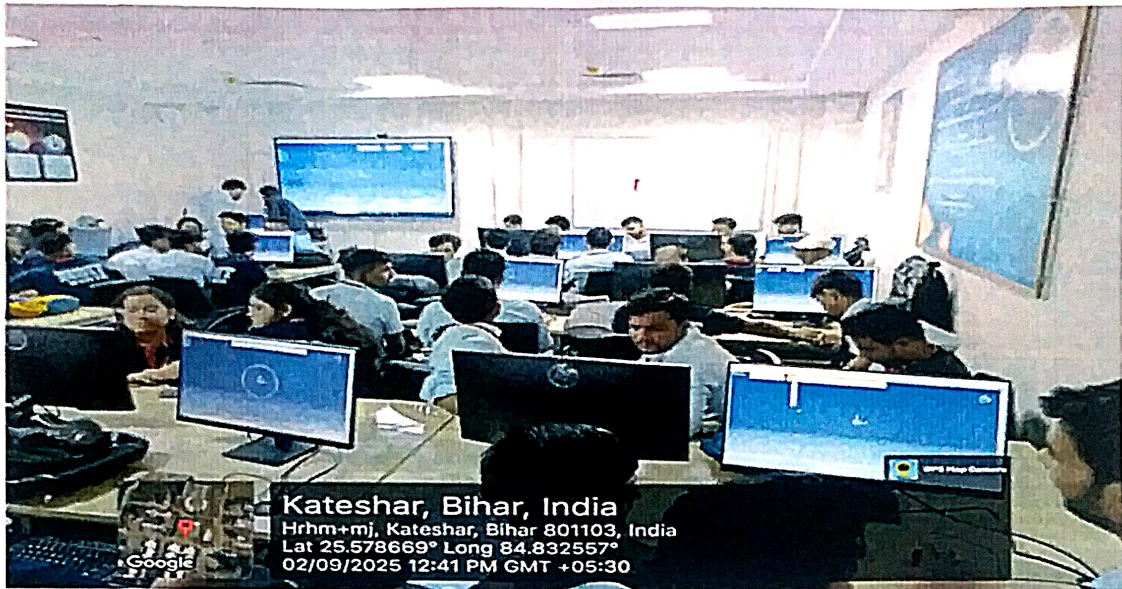 GPS Map Camera
Kateshar, Bihar, India
Hrhm+mj, Kateshar, Bihar 801103, India
Lat 25.578669° Long 84.832557°
02/09/2025 12:41 PM GMT +05:30
Google